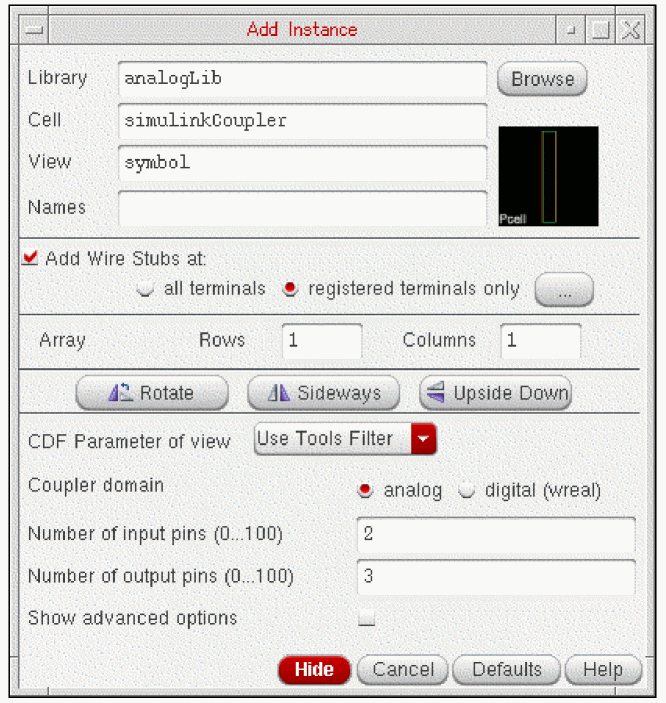 Add Instance
Library analogLib Browse
Cell simulinkCoupler
View symbol
Pcell
Names
Add Wire Stubs at:
all terminals registered terminals only ...
Array Rows 1 Columns 1
Rotate Sideways Upside Down
CDF Parameter of view Use Tools Filter
Coupler domain analog digital (wreal)
Number of input pins (0...100) 2
Number of output pins (0...100) 3
Show advanced options
Hide Cancel Defaults Help